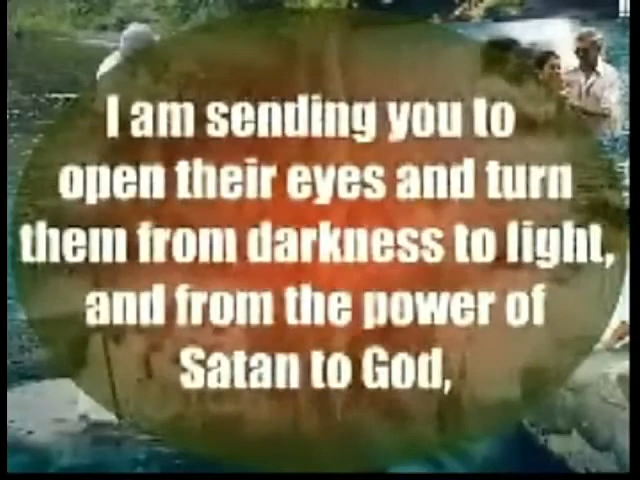 I am sending you to
open their eyes and turn
them from darkness to light,
and from the power of
Satan to God,